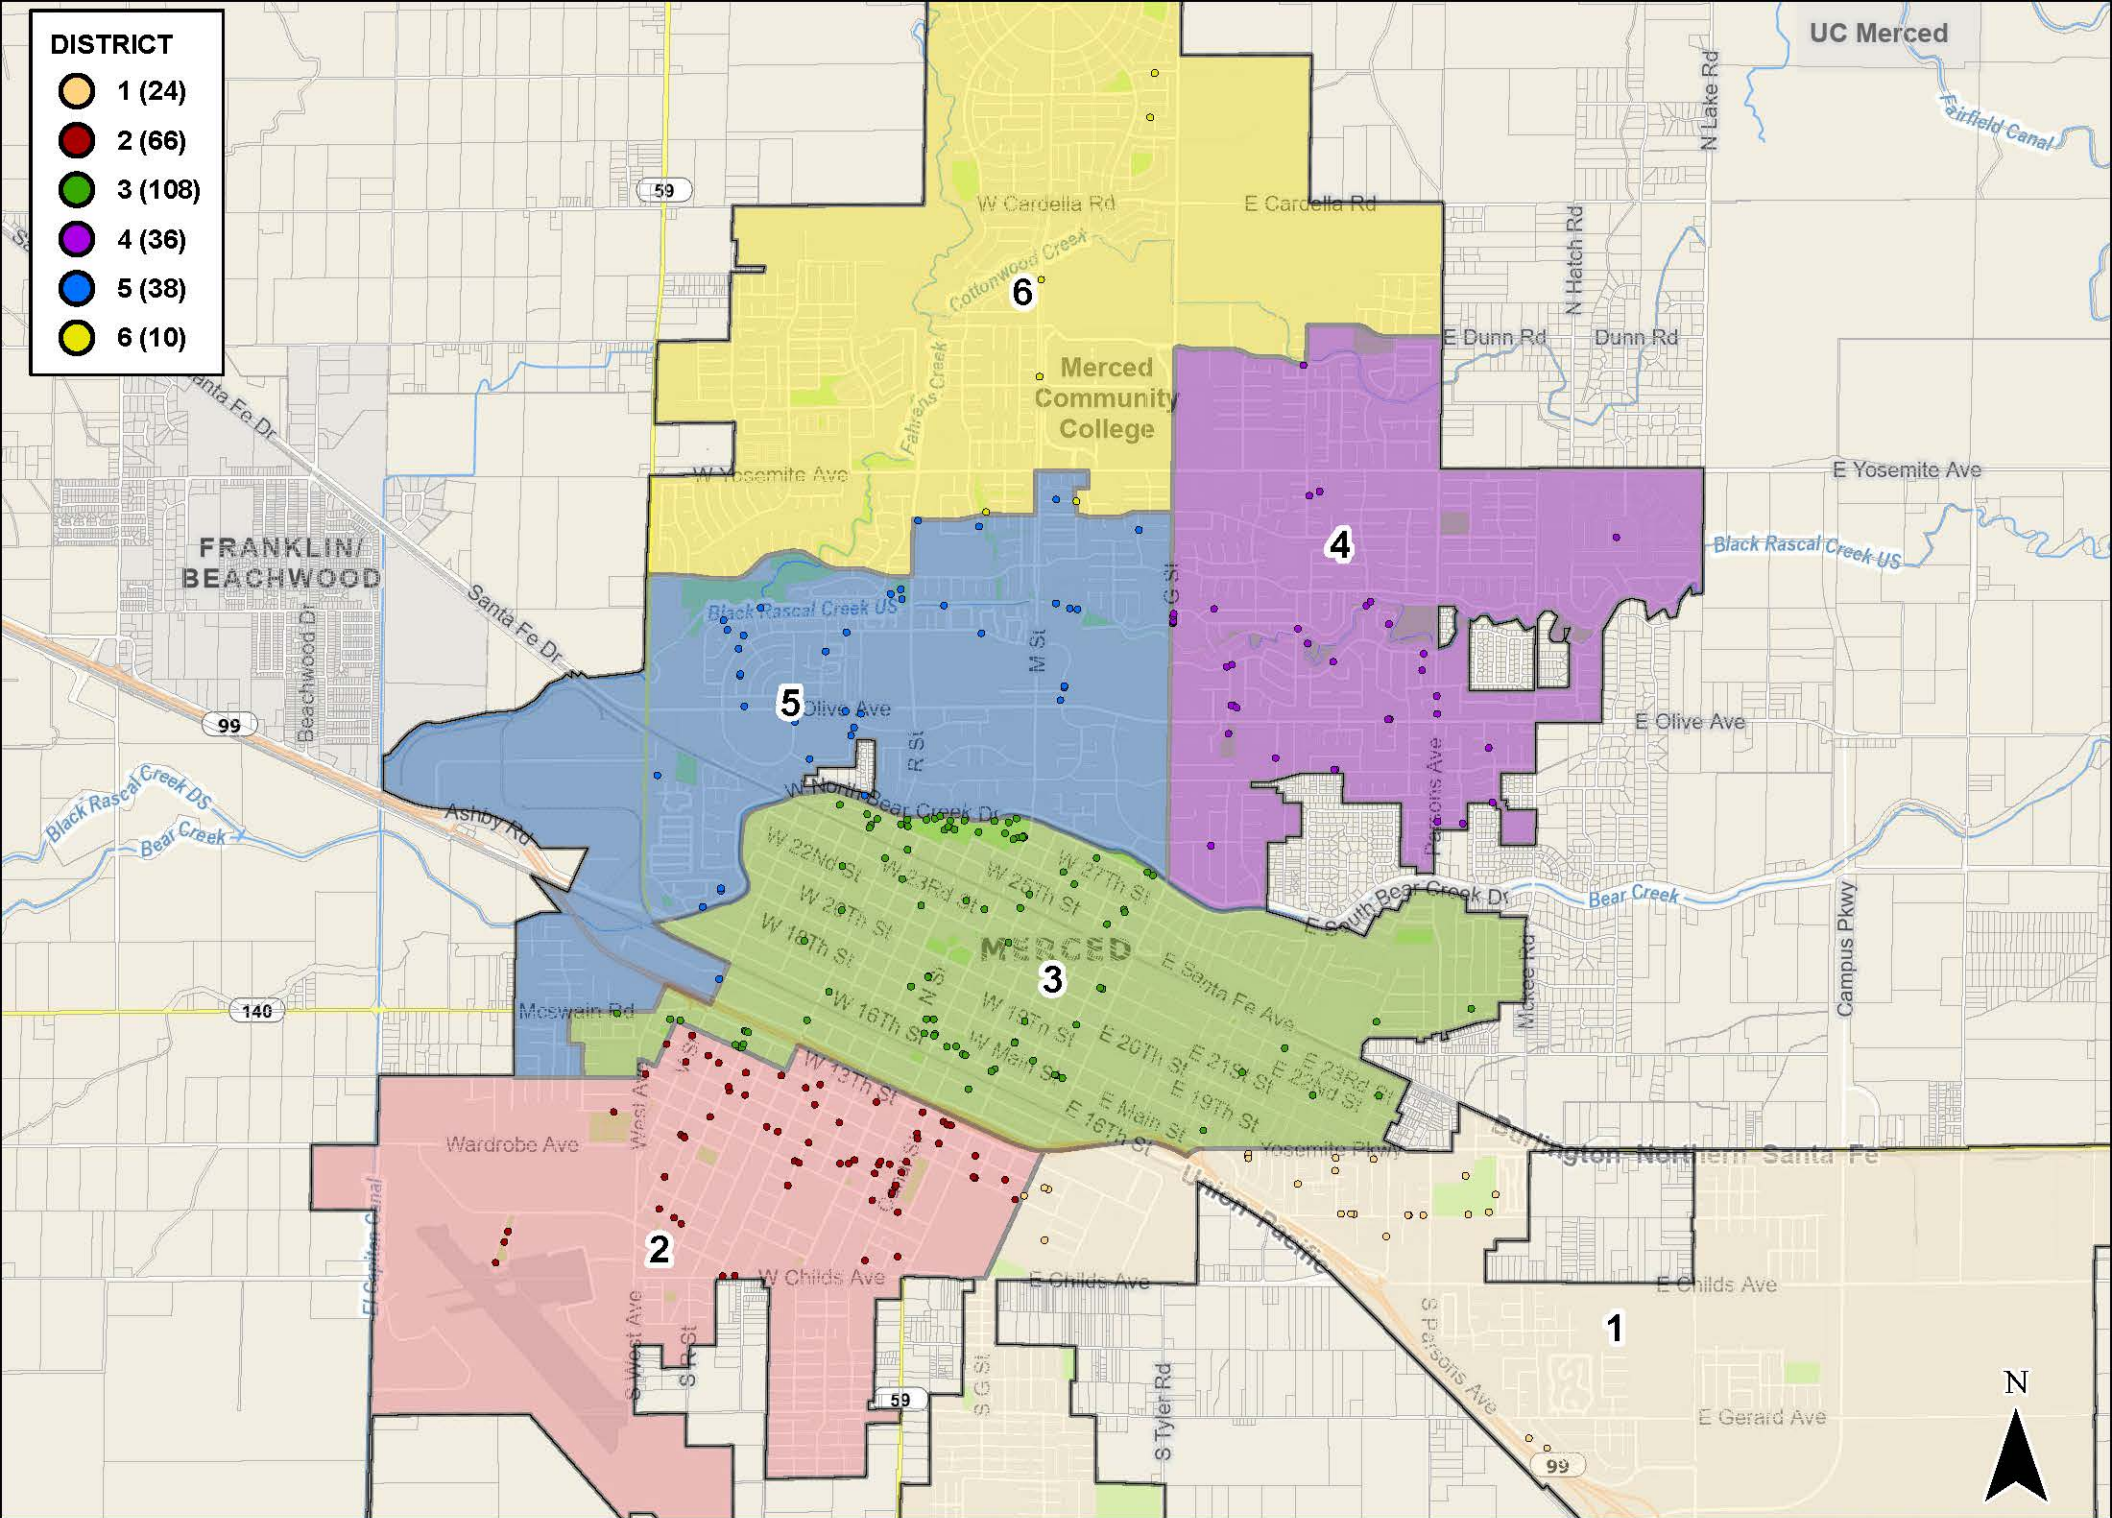 DISTRICT
1 (24)
2 (66)
3 (108)
4 (36)
5 (38)
6 (10)
UC Merced
N Lake Rd
Fairfield Canal
59
W Cardella Rd
E Cardella Rd
N Hatch Rd
Cottonwood Creek
6
E Dunn Rd
Dunn Rd
Santa Fe Dr
Fahrens Creek
Merced
Community
College
W Yosemite Ave
E Yosemite Ave
FRANKLIN/
BEACHWOOD
4
Black Rascal Creek US
Santa Fe Dr
G St
Black Rascal Creek US
Beachwood Dr
M St
5
Olive Ave
E Olive Ave
99
R St
Parsons Ave
Black Rascal Creek DS
Bear Creek
Ashby Rd
W North Bear Creek Dr
W 22Nd St
W 23Rd St
W 25Th St
W 27Th St
E South Bear Creek Dr
Bear Creek
Campus Pkwy
W 20Th St
W 18Th St
MERCED
3
E Santa Fe Ave
Mckee Rd
140
Mcswain Rd
N St
W 16Th St
W 19Th St
W Main St
E 20Th St
E 21St St
E 22Nd St
E 23Rd St
E 19Th St
E Main St
E 16Th St
W 13Th St
West Ave
Wardrobe Ave
Canal St
Yosemite Pkwy
Burlington Northern Santa Fe
Union Pacific
El Capitan Canal
2
W Childs Ave
E Childs Ave
E Childs Ave
1
S West Ave
S R St
59
S G St
S Tyler Rd
S Parsons Ave
E Gerard Ave
99
N